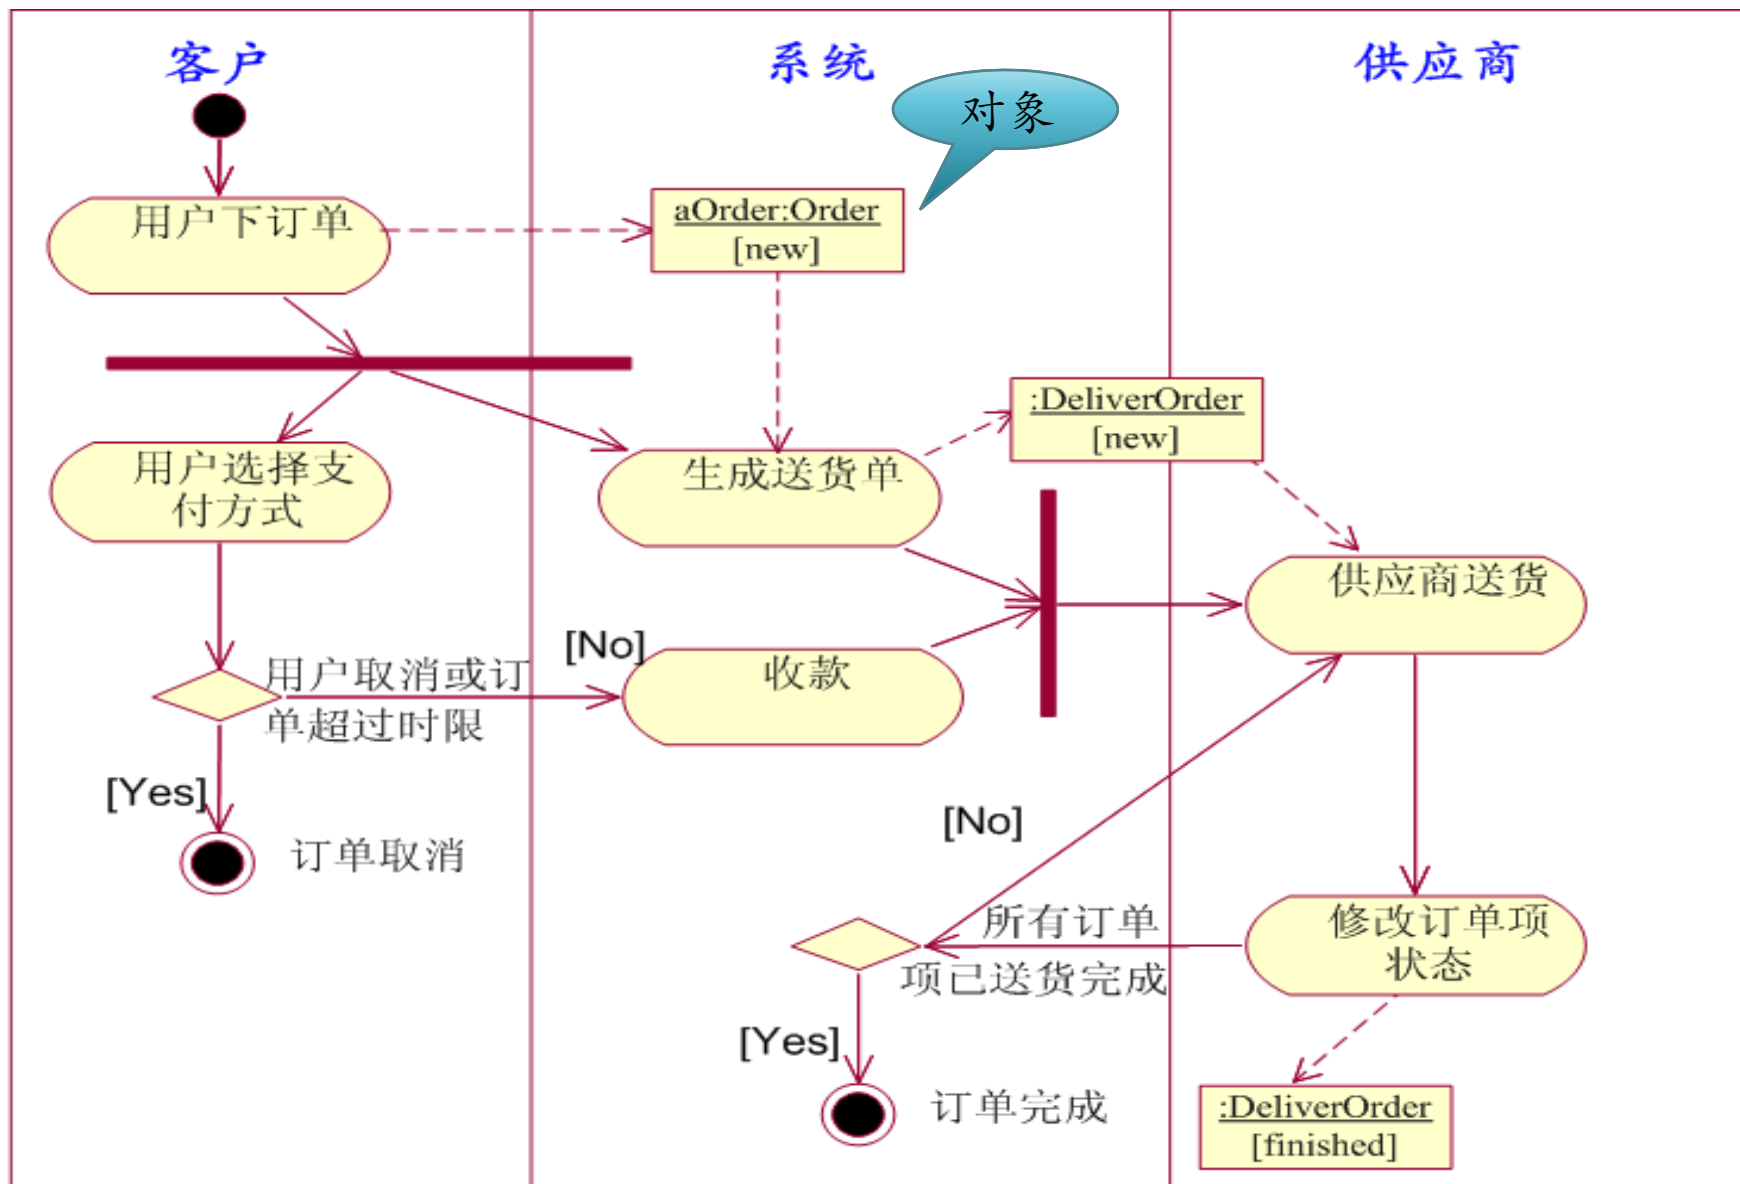 客户
系统
供应商
对象
用户下订单
aOrder:Order
[new]
:DeliverOrder
[new]
用户选择支
付方式
生成送货单
供应商送货
[No]
用户取消或订
单超过时限
收款
[Yes]
[No]
订单取消
所有订单
项已送货完成
修改订单项
状态
[Yes]
订单完成
:DeliverOrder
[finished]